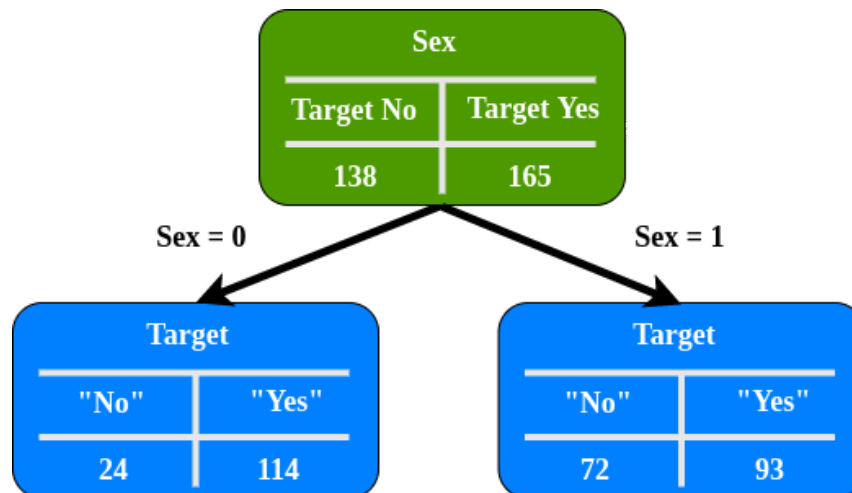 Sex
Target No Target Yes
138 165
Sex = 0 Sex = 1
Target Target
"No" "Yes" "No" "Yes"
24 114 72 93